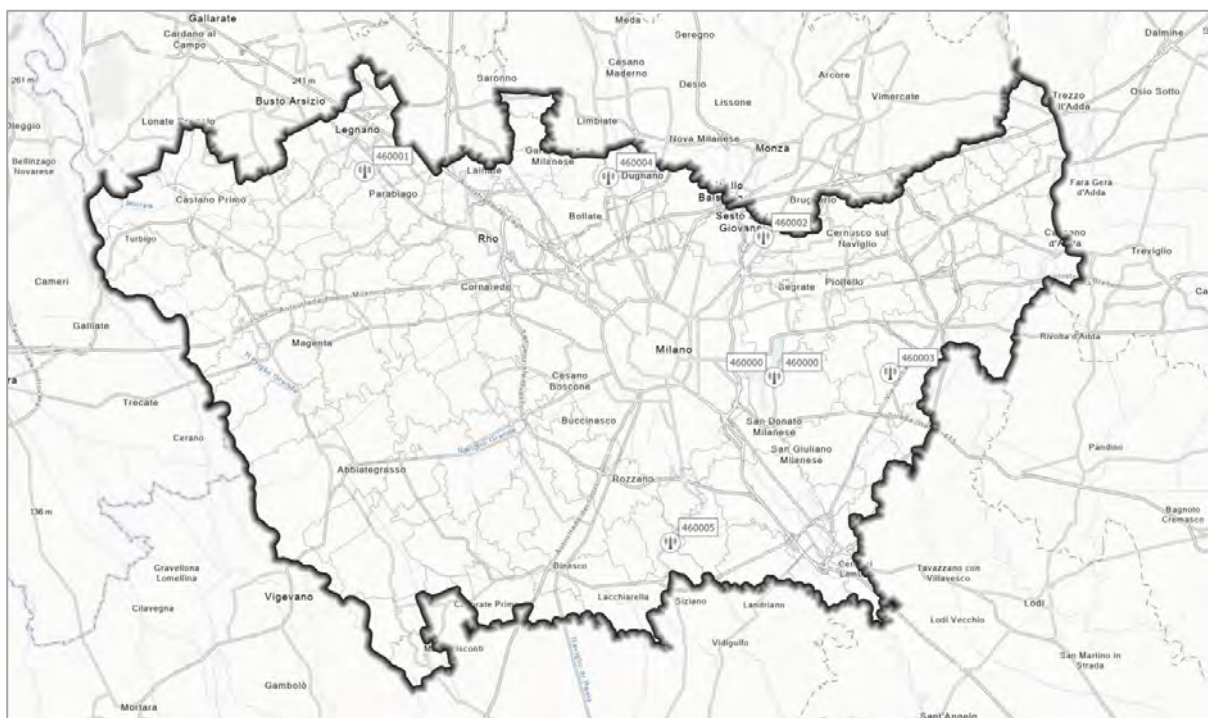 Gallarate
Cardano al
Campo
Meda
Seregno
Dalmine
261 m
241 m
Saronno
Cesano
Maderno
Desio
Arcore
Busto Arsizio
Lissone
Vimercate
Trezzo
Osio Sotto
Lonate
Limbiate
Legnano
Nova Milanese
Monza
Bellinzago
Novarese
460001
Milanese
460004
Dugnano
Lainate
Parabiago
Fara Gera
d'Adda
Castano Primo
Bollate
Sesto
Giovanni
460002
Turbigo
Rho
Cernusco sul
Naviglio
Treviglio
Cameri
Cornaredo
Segrate
Pioltello
Galliate
Rivolta d'Adda
Magenta
Milano
Cesano
Boscone
460000
460000
460003
Trecate
Buccinasco
San Donato
Milanese
Cerano
Naviglio Grande
San Giuliano
Milanese
Pandino
Abbiategrasso
Rozzano
136 m
460005
Bagnolo
Cremasco
Gravellona
Lomellina
Binasco
Tavazzano con
Villavesco
Vigevano
Cilavegna
Lacchiarella
Siziano
Landriano
Lodi
Vidigulfo
Lodi Vecchio
San Martino in
Strada
Gambolò
Mortara
Sant'Angelo